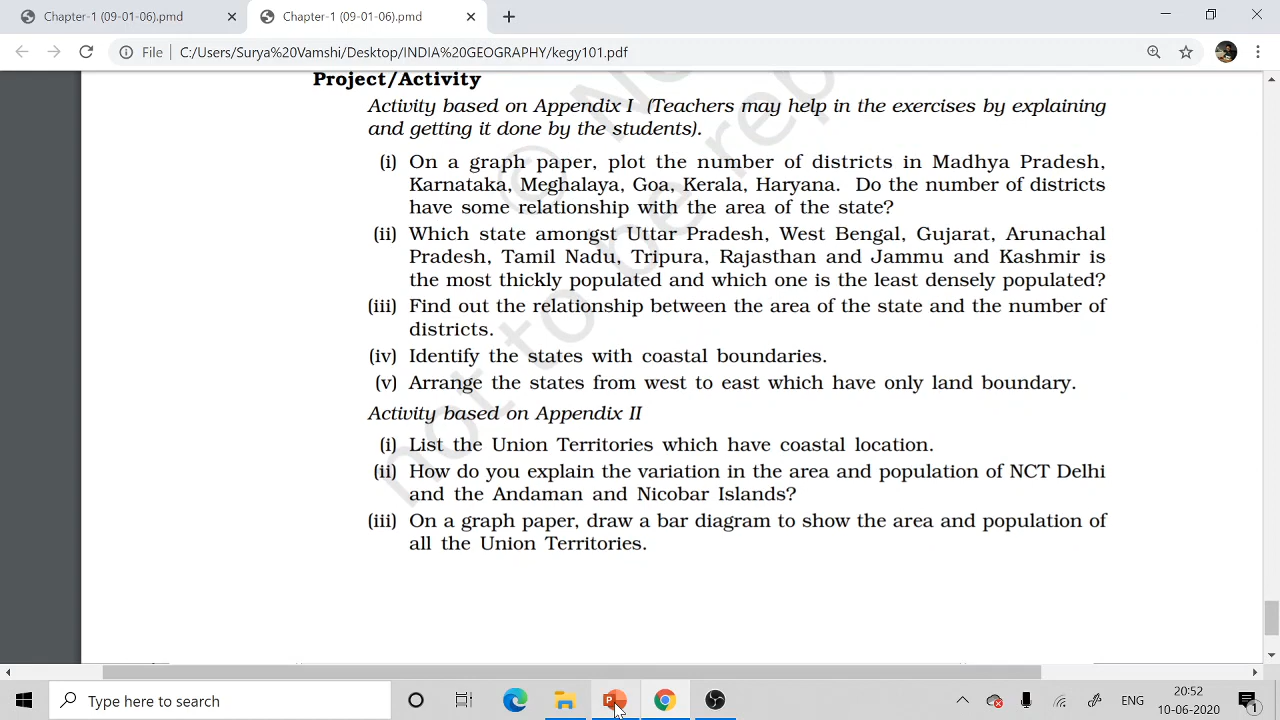 Chapter-1 (09-01-06).pmd
Chapter-1 (09-01-06).pmd
File | C:/Users/Surya%20Vamshi/Desktop/INDIA%20GEOGRAPHY/kegy101.pdf
Project/Activity
Activity based on Appendix I (Teachers may help in the exercises by explaining
and getting it done by the students).
(i) On a graph paper, plot the number of districts in Madhya Pradesh,
Karnataka, Meghalaya, Goa, Kerala, Haryana. Do the number of districts
have some relationship with the area of the state?
(ii) Which state amongst Uttar Pradesh, West Bengal, Gujarat, Arunachal
Pradesh, Tamil Nadu, Tripura, Rajasthan and Jammu and Kashmir is
the most thickly populated and which one is the least densely populated?
(iii) Find out the relationship between the area of the state and the number of
districts.
(iv) Identify the states with coastal boundaries.
(v) Arrange the states from west to east which have only land boundary.
Activity based on Appendix II
(i) List the Union Territories which have coastal location.
(ii) How do you explain the variation in the area and population of NCT Delhi
and the Andaman and Nicobar Islands?
(iii) On a graph paper, draw a bar diagram to show the area and population of
all the Union Territories.
not to be rep
© N
Type here to search
ENG
20:52
10-06-2020
1